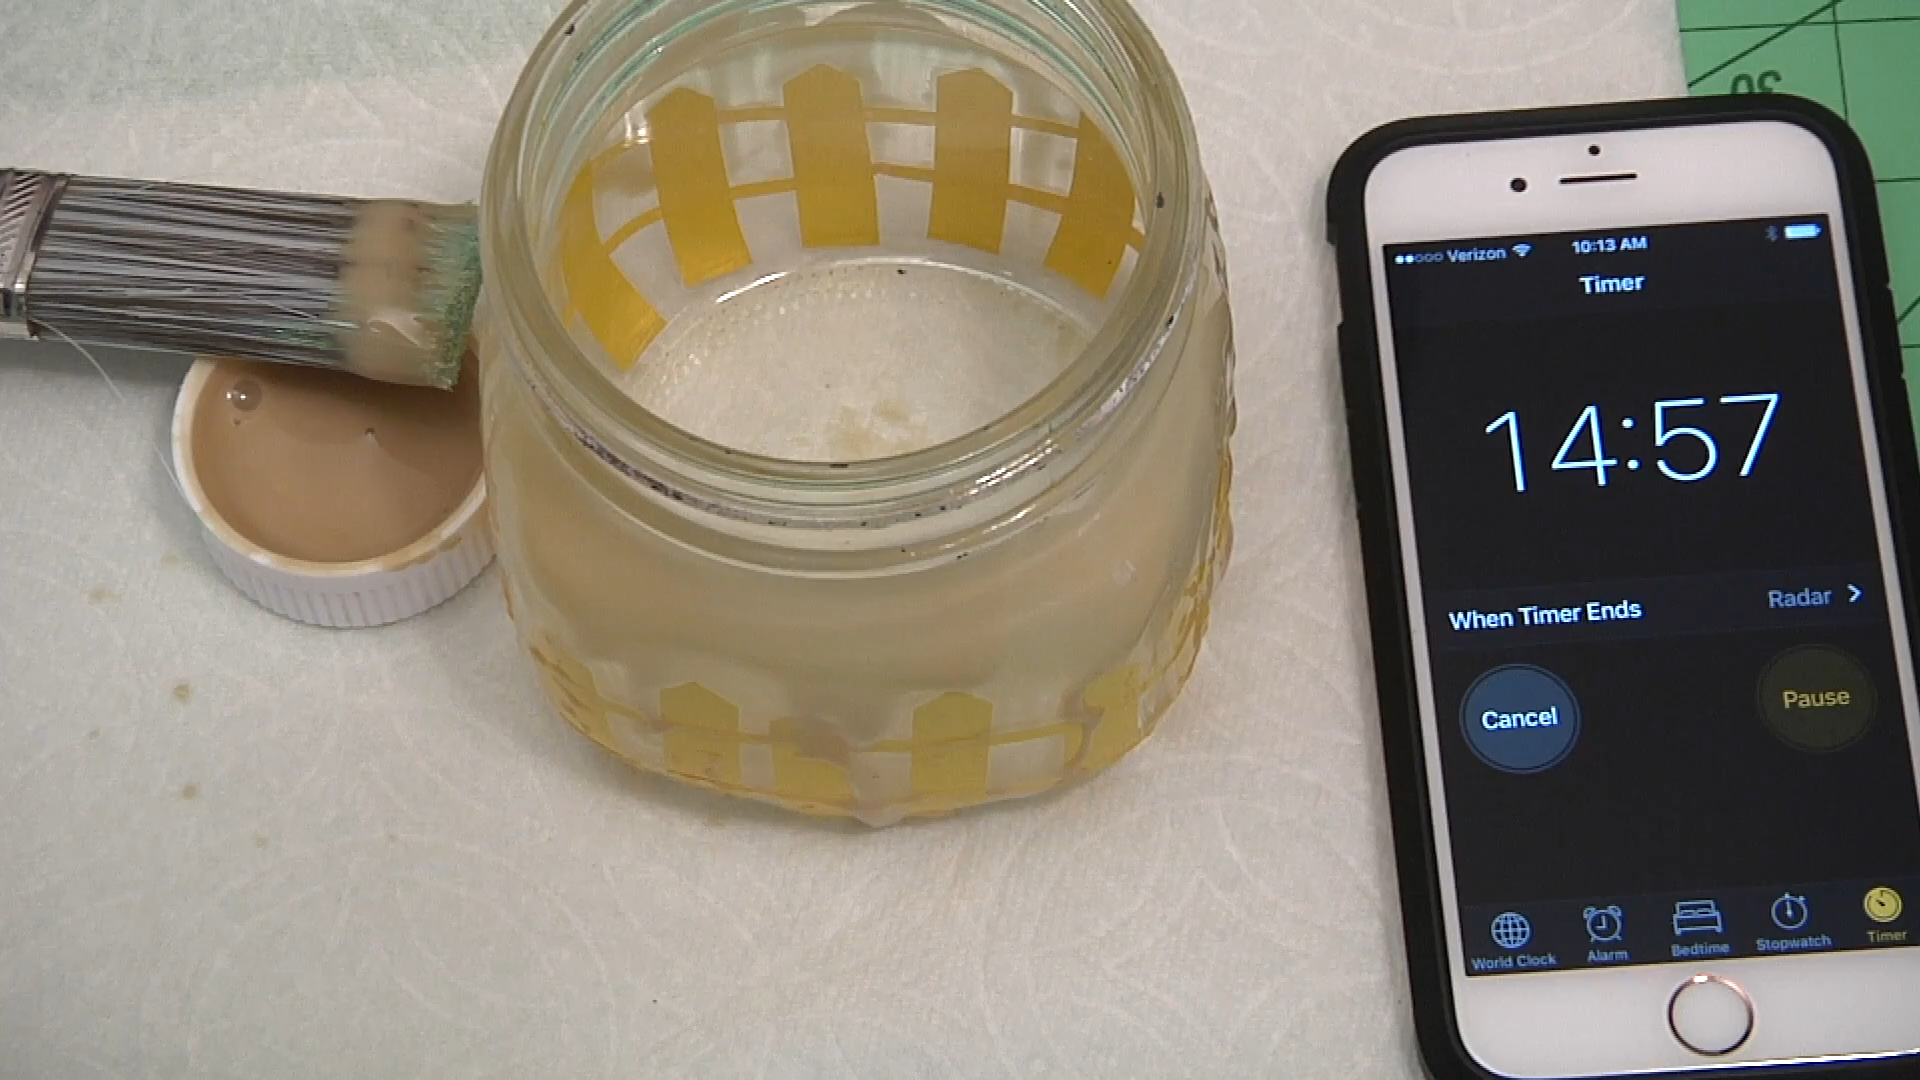 30
Verizon 10:13 AM
Timer
14:57
When Timer Ends Radar
Cancel Pause
World Clock Alarm Bedtime Stopwatch Timer